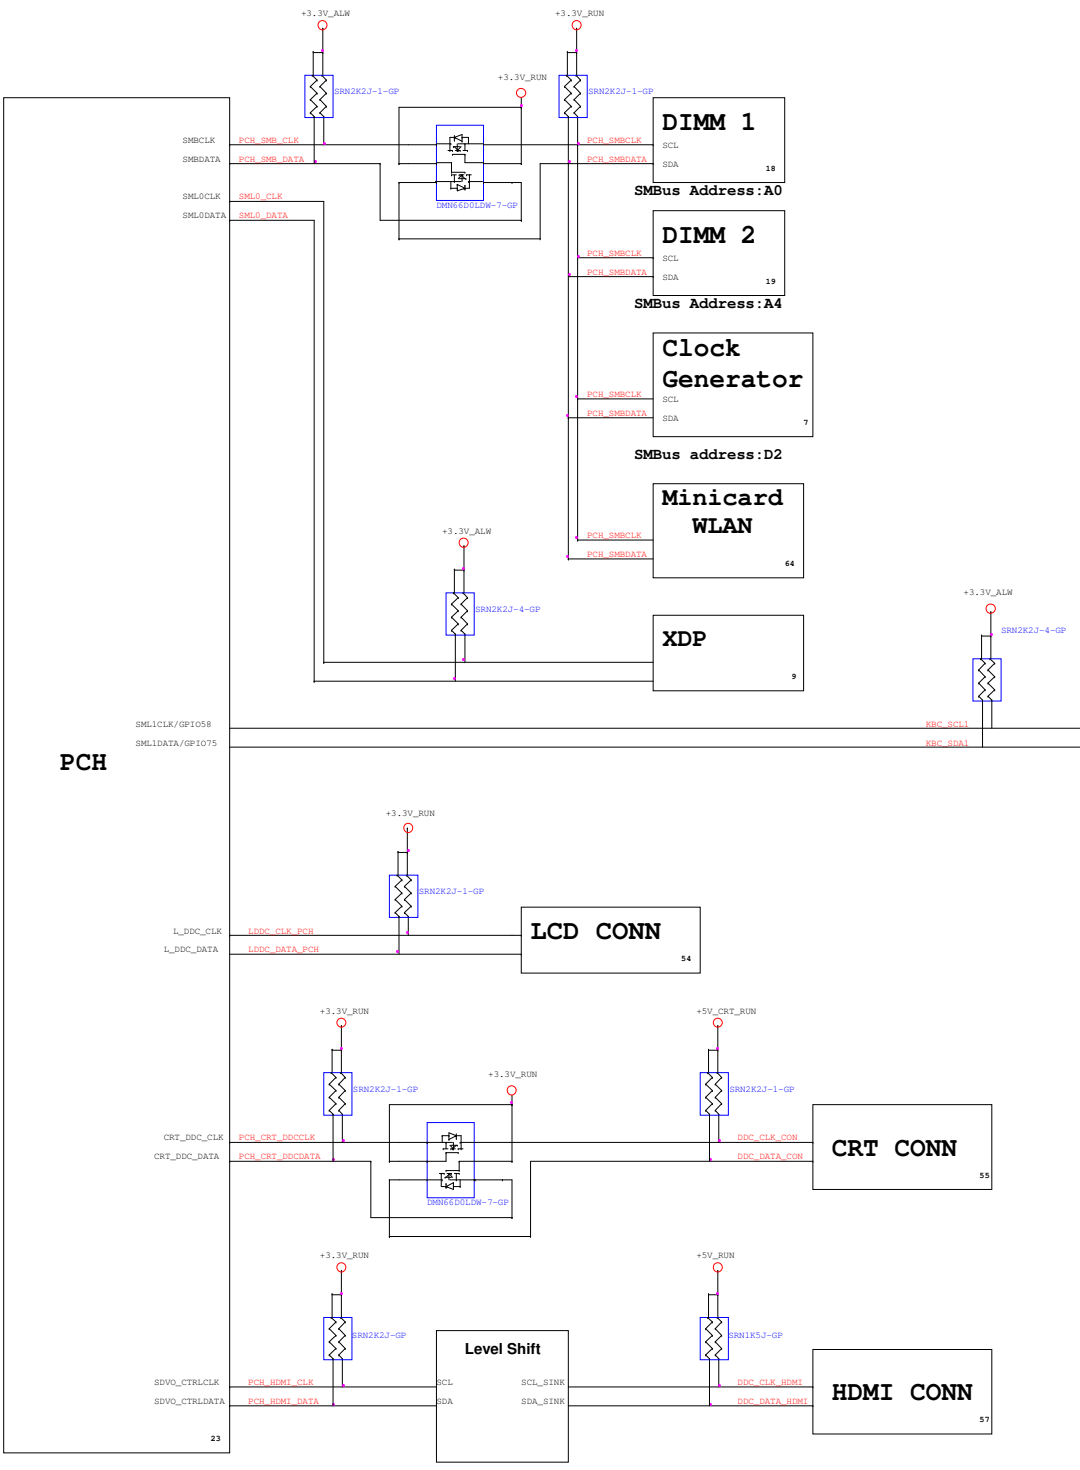 +3.3V_ALW
+3.3V_RUN
SRN2K2J-1-GP
+3.3V_RUN
SRN2K2J-1-GP
DIMM 1
SMBCLK
PCH_SMB_CLK
PCH_SMBCLK
SCL
SMBDATA
PCH_SMB_DATA
PCH_SMBDATA
SDA
18
SMBus Address:A0
SML0CLK
SML0_CLK
DMN66D0LDW-7-GP
SML0DATA
SML0_DATA
DIMM 2
PCH_SMBCLK
SCL
PCH_SMBDATA
SDA
19
SMBus Address:A4
Clock
Generator
PCH_SMBCLK
SCL
PCH_SMBDATA
SDA
7
SMBus address:D2
Minicard
WLAN
PCH_SMBCLK
PCH_SMBDATA
64
+3.3V_ALW
SRN2K2J-4-GP
XDP
9
+3.3V_ALW
SRN2K2J-4-GP
SML1CLK/GPIO58
KBC_SCL1
SML1DATA/GPIO75
KBC_SDA1
PCH
+3.3V_RUN
SRN2K2J-1-GP
LCD CONN
L_DDC_CLK
LDDC_CLK_PCH
L_DDC_DATA
LDDC_DATA_PCH
54
+3.3V_RUN
+5V_CRT_RUN
SRN2K2J-1-GP
+3.3V_RUN
SRN2K2J-1-GP
CRT_DDC_CLK
PCH_CRT_DDCCLK
DDC_CLK_CON
CRT CONN
CRT_DDC_DATA
PCH_CRT_DDCDATA
DDC_DATA_CON
55
DMN66D0LDW-7-GP
+3.3V_RUN
+5V_RUN
SRN2K2J-GP
Level Shift
SRN1K5J-GP
SDVO_CTRLCLK
PCH_HDMI_CLK
SCL
SCL_SINK
DDC_CLK_HDMI
HDMI CONN
SDVO_CTRLDATA
PCH_HDMI_DATA
SDA
SDA_SINK
DDC_DATA_HDMI
57
23